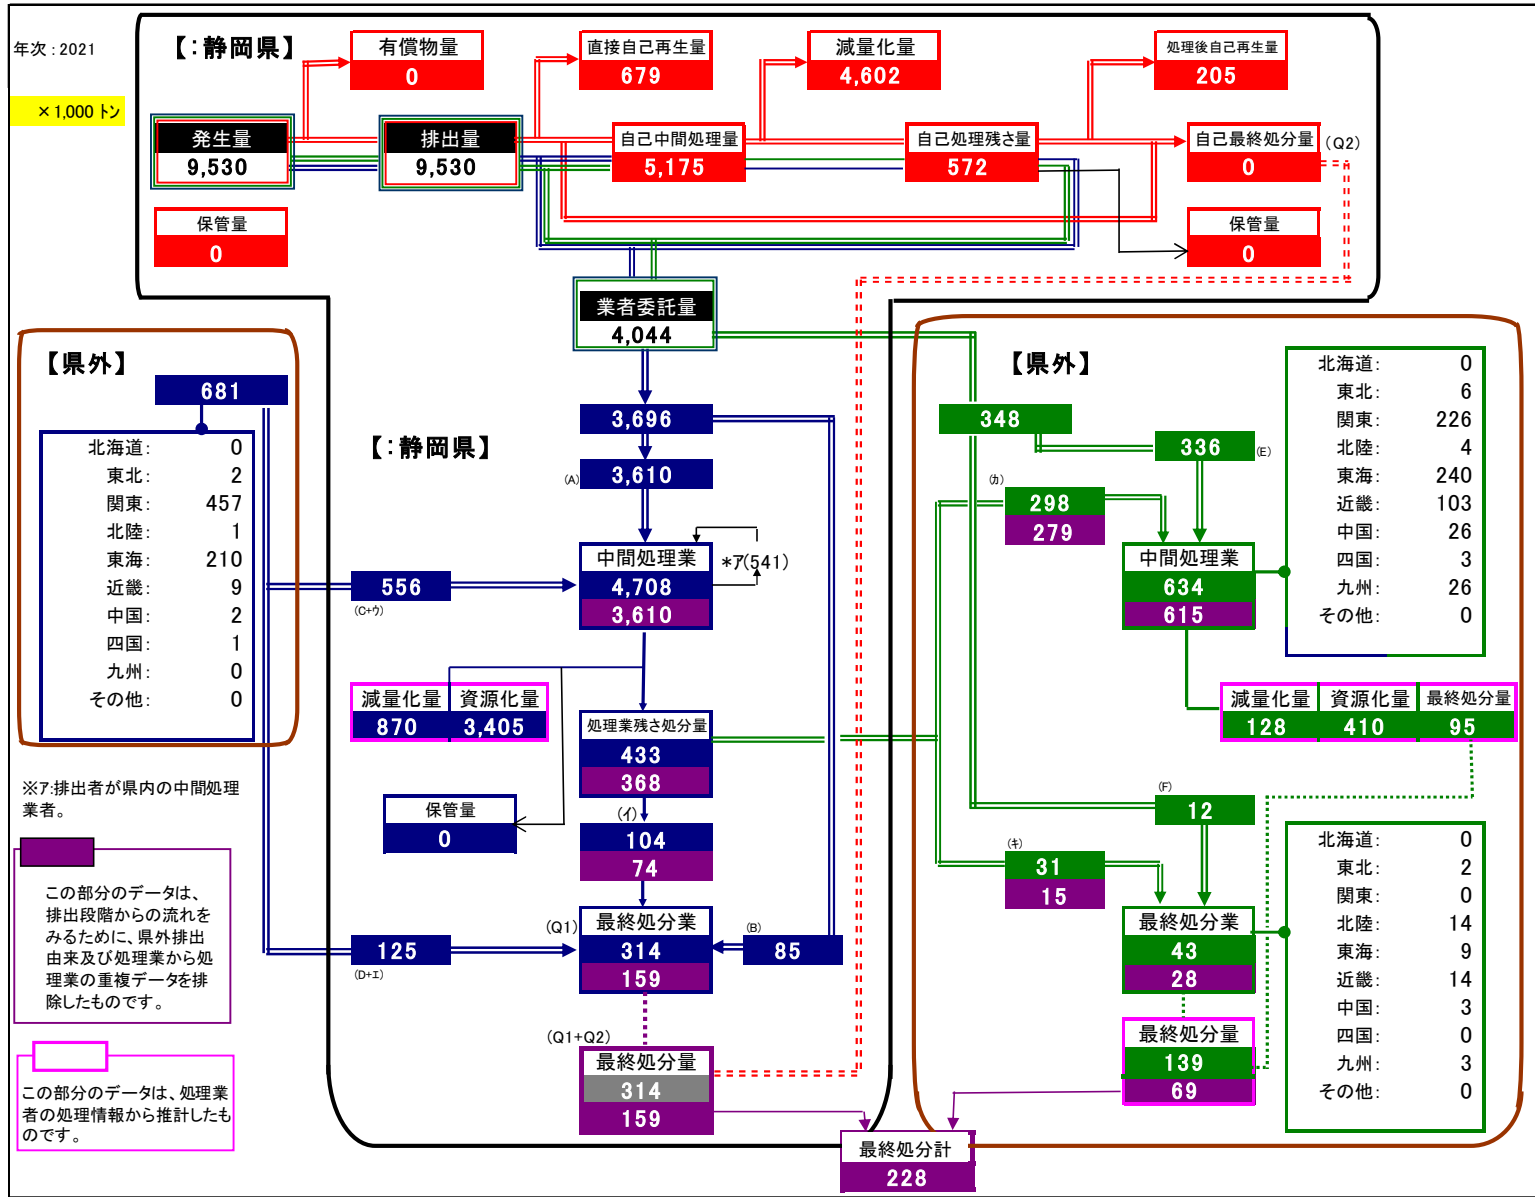 年次：2021
×1,000 トン
【：静岡県】
有償物量
0
直接自己再生量
679
減量化量
4,602
処理後自己再生量
205
発生量
9,530
排出量
9,530
自己中間処理量
5,175
自己処理残さ量
572
自己最終処分量
0
(Q2)
保管量
0
保管量
0
業者委託量
4,044
【県外】
681
北海道： 0
東北： 2
関東： 457
北陸： 1
東海： 210
近畿： 9
中国： 2
四国： 1
九州： 0
その他： 0
【：静岡県】
3,696
(A)
3,610
中間処理業
4,708
3,610
*ｱ(541)
556
(C+ｳ)
減量化量
870
資源化量
3,405
処理業残さ処分量
433
368
保管量
0
(ｲ)
104
74
(Q1)
最終処分業
314
159
(B)
85
125
(D+ｴ)
(Q1+Q2)
最終処分量
314
159
【県外】
348
336
(E)
(ｶ)
298
279
中間処理業
634
615
北海道： 0
東北： 6
関東： 226
北陸： 4
東海： 240
近畿： 103
中国： 26
四国： 3
九州： 26
その他： 0
減量化量
128
資源化量
410
最終処分量
95
(F)
12
(ｷ)
31
15
最終処分業
43
28
最終処分量
139
69
北海道： 0
東北： 2
関東： 0
北陸： 14
東海： 9
近畿： 14
中国： 3
四国： 0
九州： 3
その他： 0
最終処分計
228
※ｱ:排出者が県内の中間処理
業者。
この部分のデータは、
排出段階からの流れを
みるために、県外排出
由来及び処理業から処
理業の重複データを排
除したものです。
この部分のデータは、処理業
者の処理情報から推計したも
のです。